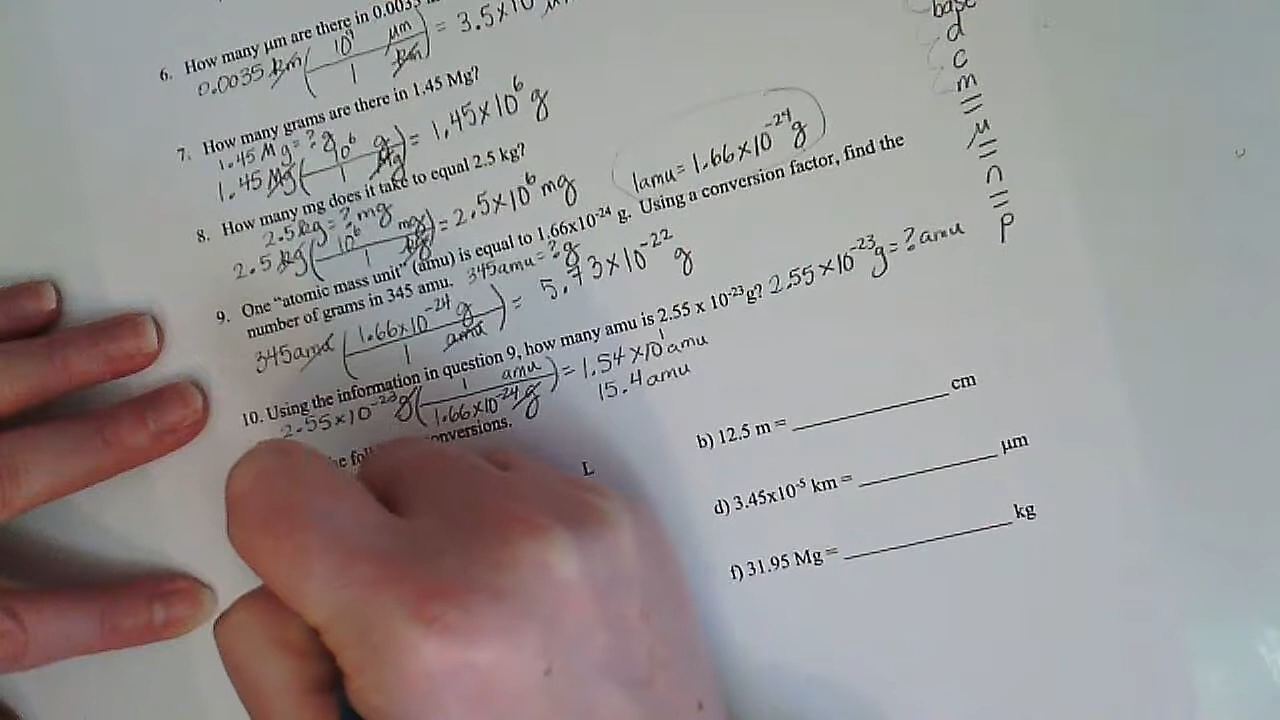 6. How many μm are there in 0.0035
0.0035 km ( 10⁹ μm / 1 km ) = 3.5×10
7. How many grams are there in 1.45 Mg?
1.45 Mg = ? g
1.45 Mg ( 10⁶ g / 1 Mg ) = 1.45×10⁶ g
8. How many mg does it take to equal 2.5 kg?
2.5 kg = ? mg
2.5 kg ( 10⁶ mg / 1 kg ) = 2.5×10⁶ mg
1amu = 1.66×10⁻²⁴ g
9. One “atomic mass unit” (amu) is equal to 1.66x10⁻²⁴ g. Using a conversion factor, find the
number of grams in 345 amu. 345amu = ? g
345amu ( 1.66×10⁻²⁴ g / 1 amu ) = 5.73×10⁻²² g
10. Using the information in question 9, how many amu is 2.55 x 10⁻²³g? 2.55×10⁻²³g = ? amu
2.55×10⁻²³ g ( 1 amu / 1.66×10⁻²⁴ g ) = 1.54×10¹ amu
15.4 amu
conversions.
L
b) 12.5 m = ____________ cm
d) 3.45x10⁻⁵ km = ____________ μm
f) 31.95 Mg = ____________ kg
base
d
c
m
=
μ
=
n
=
p